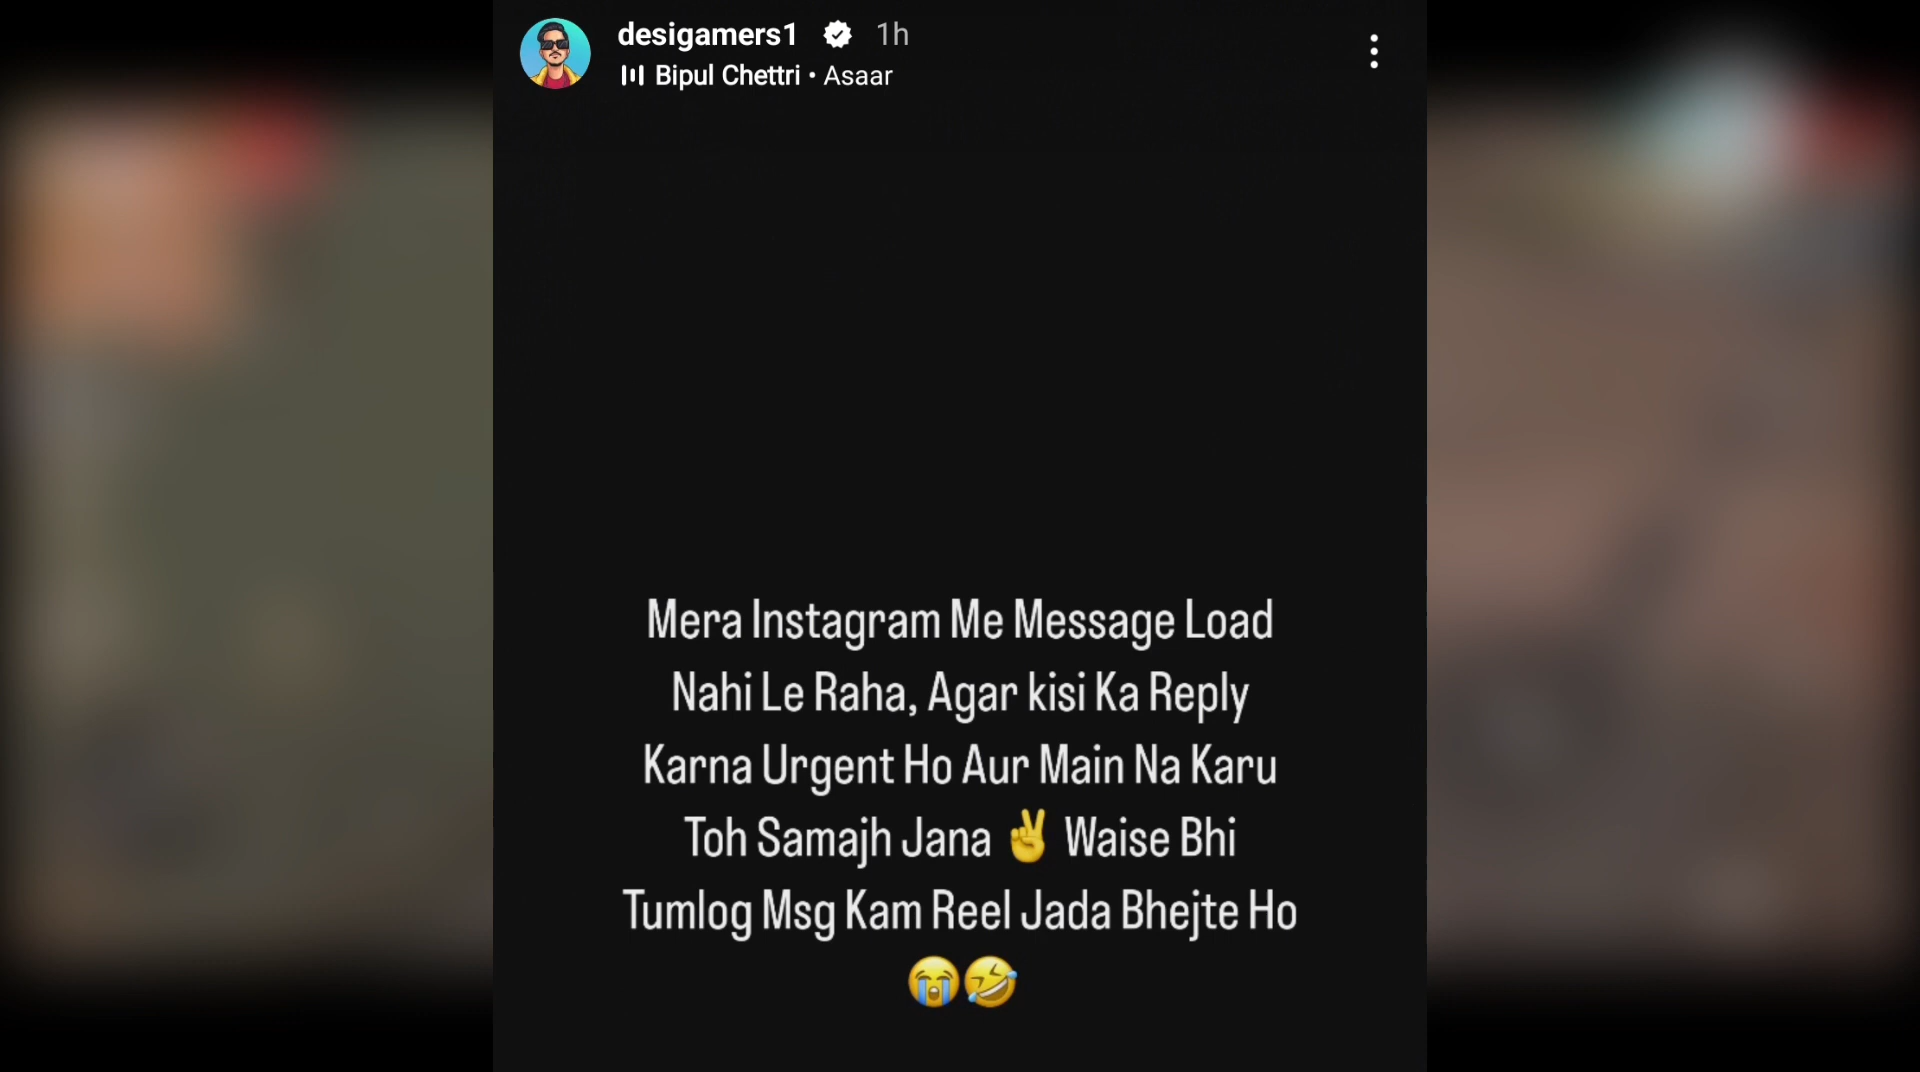 desigamers1 1h
Bipul Chettri • Asaar
Mera Instagram Me Message Load
Nahi Le Raha, Agar kisi Ka Reply
Karna Urgent Ho Aur Main Na Karu
Toh Samajh Jana ✌️ Waise Bhi
Tumlog Msg Kam Reel Jada Bhejte Ho
😭🤣